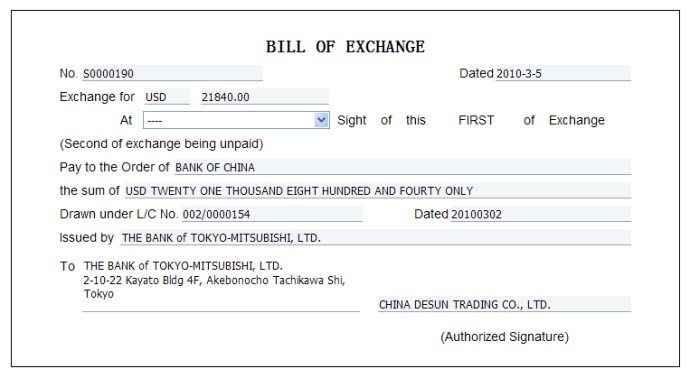 BILL OF EXCHANGE
No. S0000190 Dated 2010-3-5
Exchange for USD 21840.00
At ---- Sight of this FIRST of Exchange
(Second of exchange being unpaid)
Pay to the Order of BANK OF CHINA
the sum of USD TWENTY ONE THOUSAND EIGHT HUNDRED AND FOURTY ONLY
Drawn under L/C No. 002/0000154 Dated 20100302
Issued by THE BANK of TOKYO-MITSUBISHI, LTD.
To THE BANK of TOKYO-MITSUBISHI, LTD.
2-10-22 Kayato Bldg 4F, Akebonocho Tachikawa Shi,
Tokyo
CHINA DESUN TRADING CO., LTD.
(Authorized Signature)